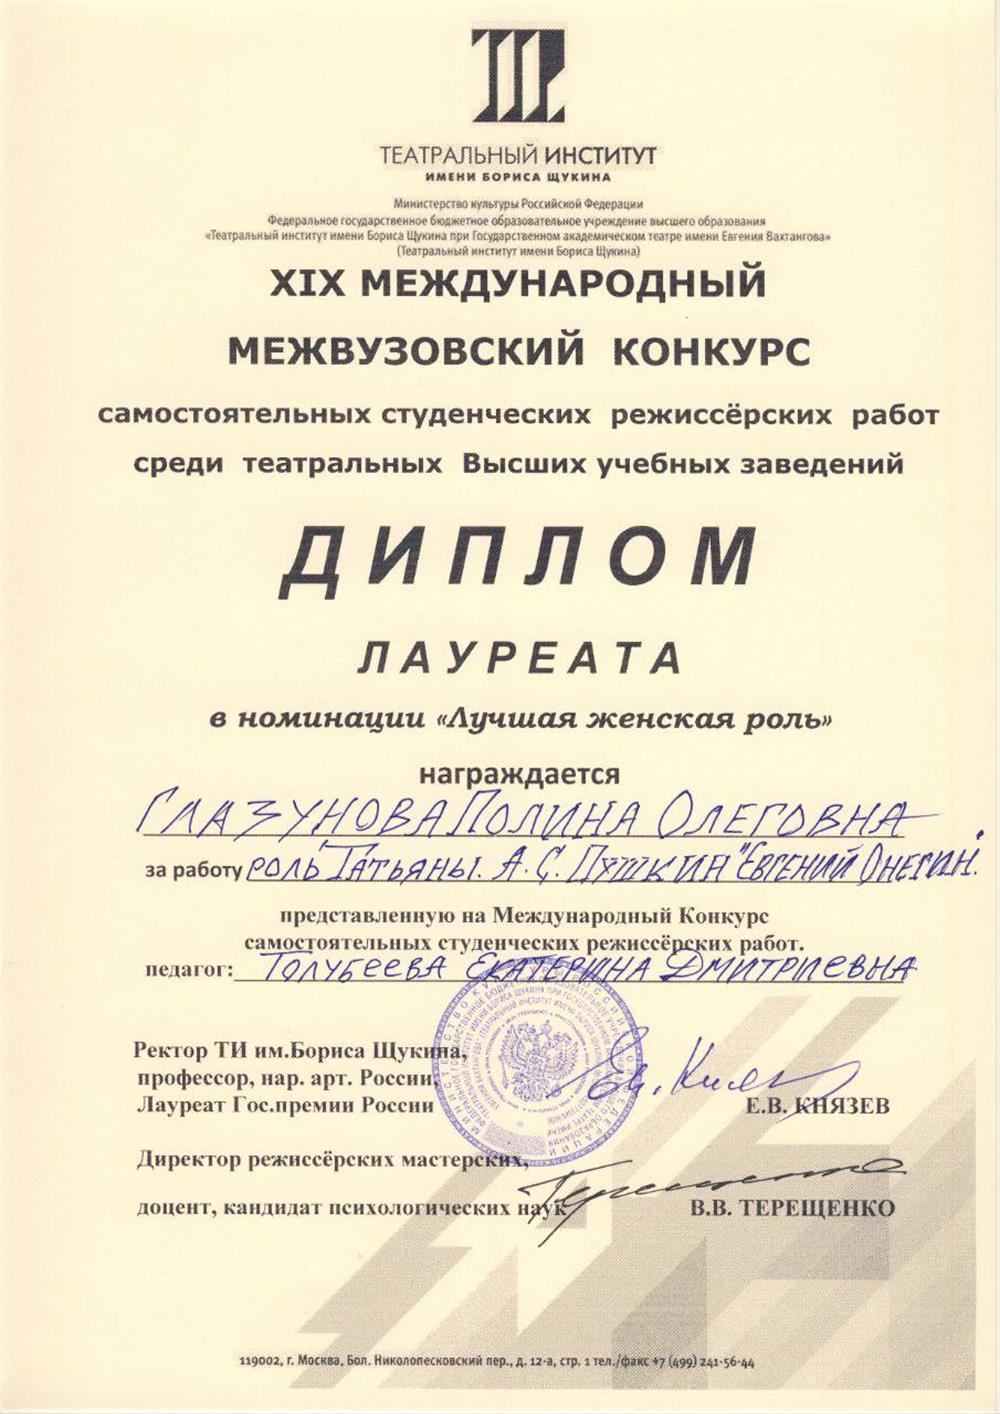 ТЕАТРАЛЬНЫЙ ИНСТИТУТ
ИМЕНИ БОРИСА ЩУКИНА
Министерство культуры Российской Федерации
Федеральное государственное бюджетное образовательное учреждение высшего образования
«Театральный институт имени Бориса Щукина при Государственном академическом театре имени Евгения Вахтангова»
(Театральный институт имени Бориса Щукина)
XIX МЕЖДУНАРОДНЫЙ
МЕЖВУЗОВСКИЙ КОНКУРС
самостоятельных студенческих режиссёрских работ
среди театральных Высших учебных заведений
ДИПЛОМ
ЛАУРЕАТА
в номинации «Лучшая женская роль»
награждается
Глазунова Полина Олеговна
за работу роль Татьяны. А.С. Пушкин "Евгений Онегин".
представленную на Международный Конкурс
самостоятельных студенческих режиссёрских работ.
педагог: Голубеева Екатерина Дмитриевна
Ректор ТИ им.Бориса Щукина,
профессор, нар. арт. России,
Лауреат Гос.премии России Е.В. КНЯЗЕВ
Директор режиссёрских мастерских,
доцент, кандидат психологических наук В.В. ТЕРЕЩЕНКО
119002, г. Москва, Бол. Николопесковский пер., д. 12-а, стр. 1 тел./факс +7 (499) 241-56-44